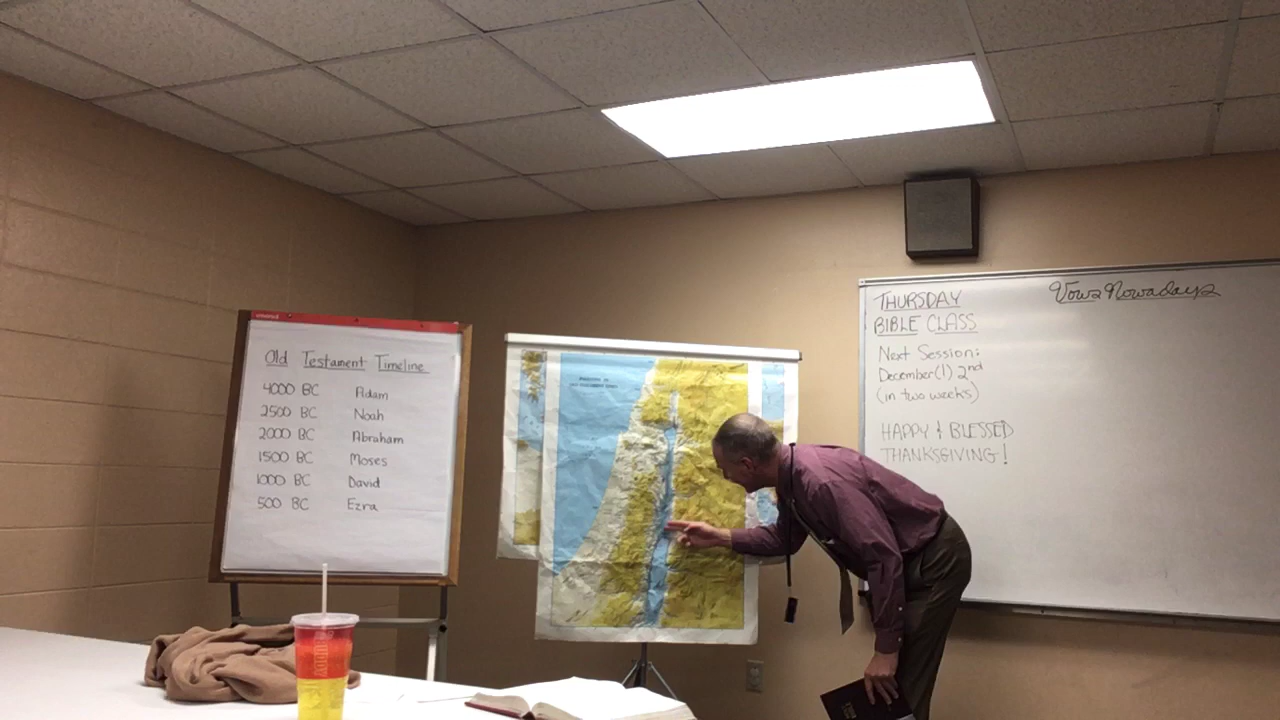 Old Testament Timeline
4000 BC Adam
2500 BC Noah
2000 BC Abraham
1500 BC Moses
1000 BC David
500 BC Ezra
THURSDAY
BIBLE CLASS
Next Session:
December(!) 2nd
(in two weeks)
HAPPY & BLESSED
THANKSGIVING!
Vows Nowadays